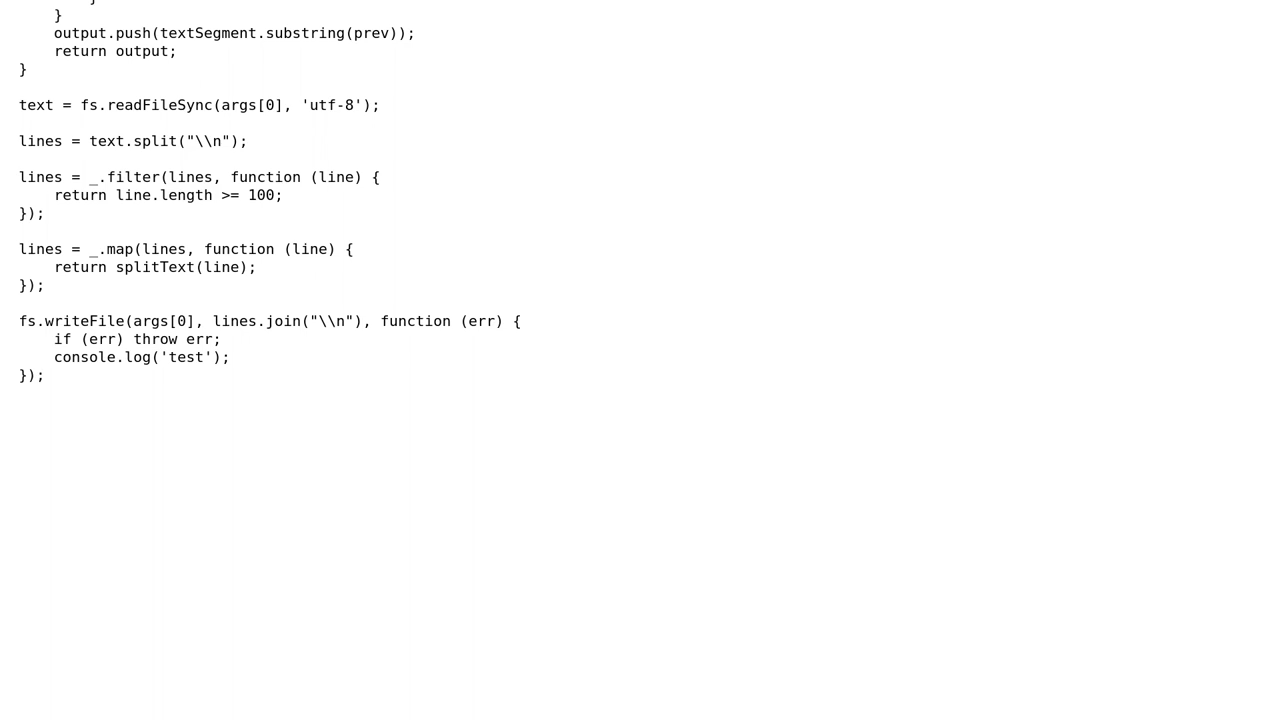 }
}
output.push(textSegment.substring(prev));
return output;
}
text = fs.readFileSync(args[0], 'utf-8');
lines = text.split("\\n");
lines = _.filter(lines, function (line) {
return line.length >= 100;
});
lines = _.map(lines, function (line) {
return splitText(line);
});
fs.writeFile(args[0], lines.join("\\n"), function (err) {
if (err) throw err;
console.log('test');
});